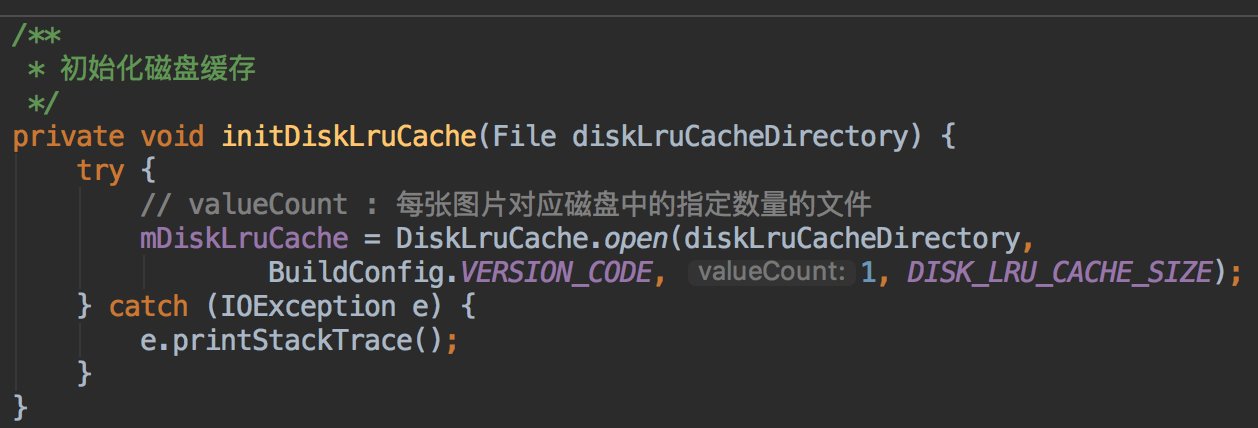 /**
 * 初始化磁盘缓存
 */
private void initDiskLruCache(File diskLruCacheDirectory) {
    try {
        // valueCount : 每张图片对应磁盘中的指定数量的文件
        mDiskLruCache = DiskLruCache.open(diskLruCacheDirectory,
                BuildConfig.VERSION_CODE, valueCount: 1, DISK_LRU_CACHE_SIZE);
    } catch (IOException e) {
        e.printStackTrace();
    }
}